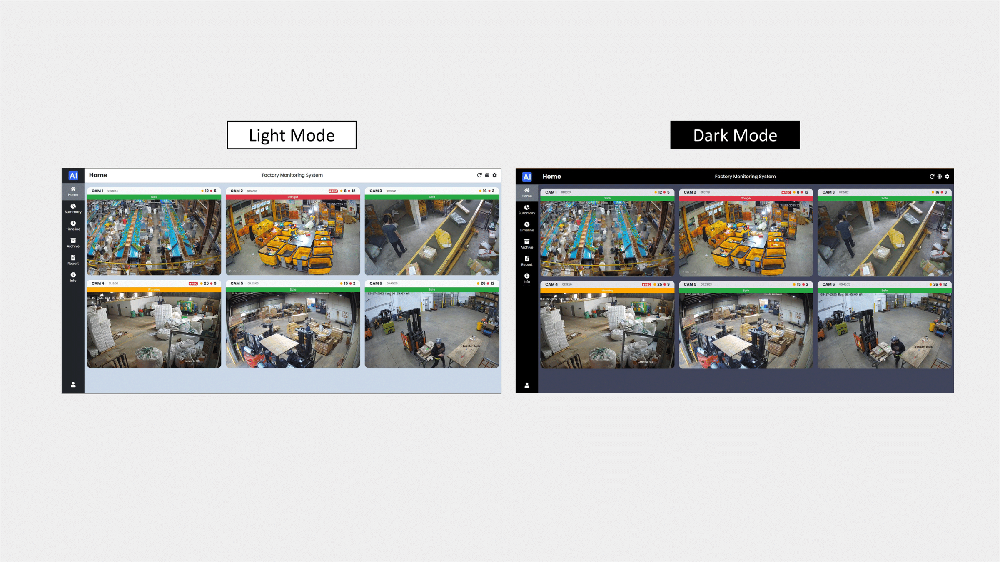 Light Mode
AI
Home
Factory Monitoring System
Home
Summary
Timeline
Archive
Report
Info
CAM 1 01:00:24 12 5
Safe
CAM 2 01:07:19 REC 8 12
Danger
21-03-2025 22
KHAI THAC 2
CAM 3 01:15:02 16 3
Safe
CAM 4 01:19:56 REC 25 9
Warning
03-15-2025 Sat 08:
Camera 01
CAM 5 00:53:03 15 2
Safe
Inside Warehouse
CAM 6 00:45:25 26 12
Safe
03-17-2025 Mon 08:05:09 AM
Inside Dock
Dark Mode
AI
Home
Factory Monitoring System
Home
Summary
Timeline
Archive
Report
Info
CAM 1 01:00:24 12 5
Safe
CAM 2 01:07:19 REC 8 12
Danger
21-03-2025 22
KHAI THAC 2
CAM 3 01:15:02 16 3
Safe
CAM 4 01:19:56 REC 25 9
Warning
03-15-2025 Sat 08:
Camera 01
CAM 5 00:53:03 15 2
Safe
Inside Warehouse
CAM 6 00:45:25 26 12
Safe
03-17-2025 Mon 08:05:09 AM
Inside Dock